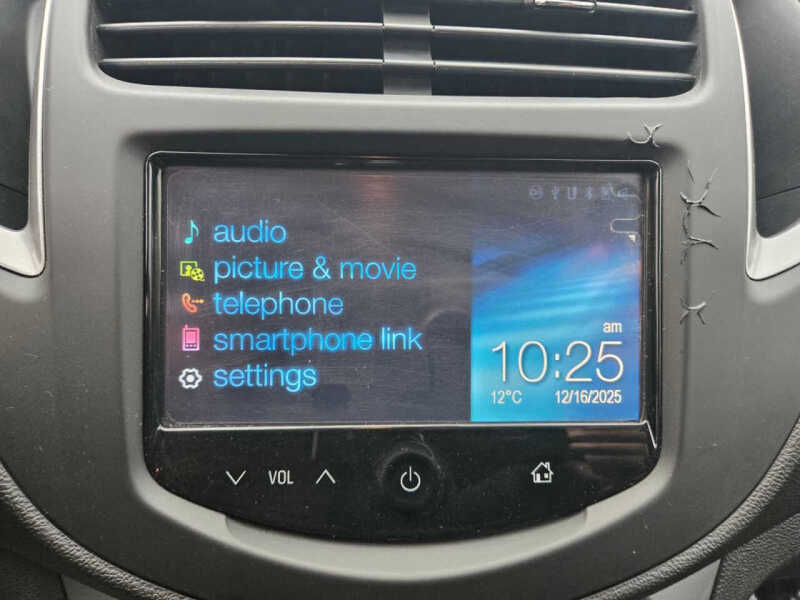 audio
picture & movie
telephone
smartphone link
settings
am
10:25
12°C 12/16/2025
VOL